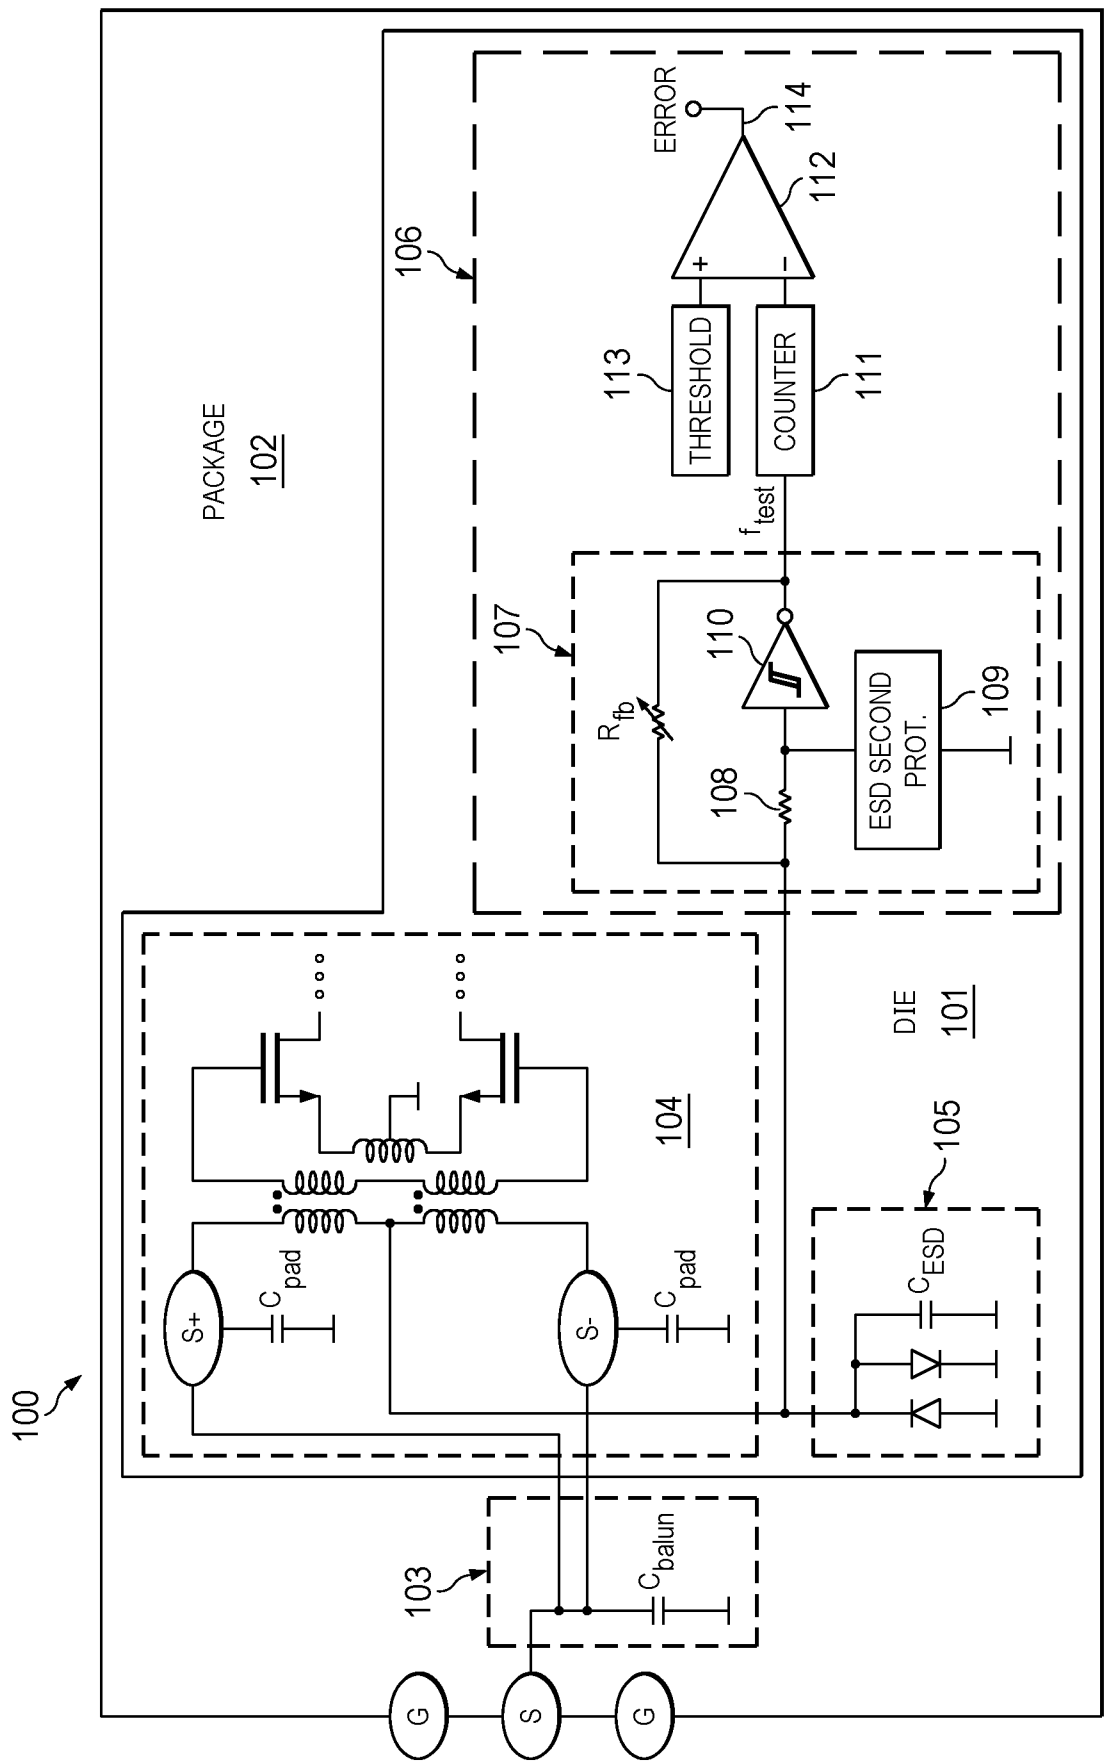 100
PACKAGE
102
106
107
103
G
S
G
C balun
S+
C pad
S-
C pad
104
105
C ESD
DIE
101
R fb
108
110
ESD SECOND
PROT.
109
f test
113
THRESHOLD
COUNTER
111
+
-
112
ERROR
114